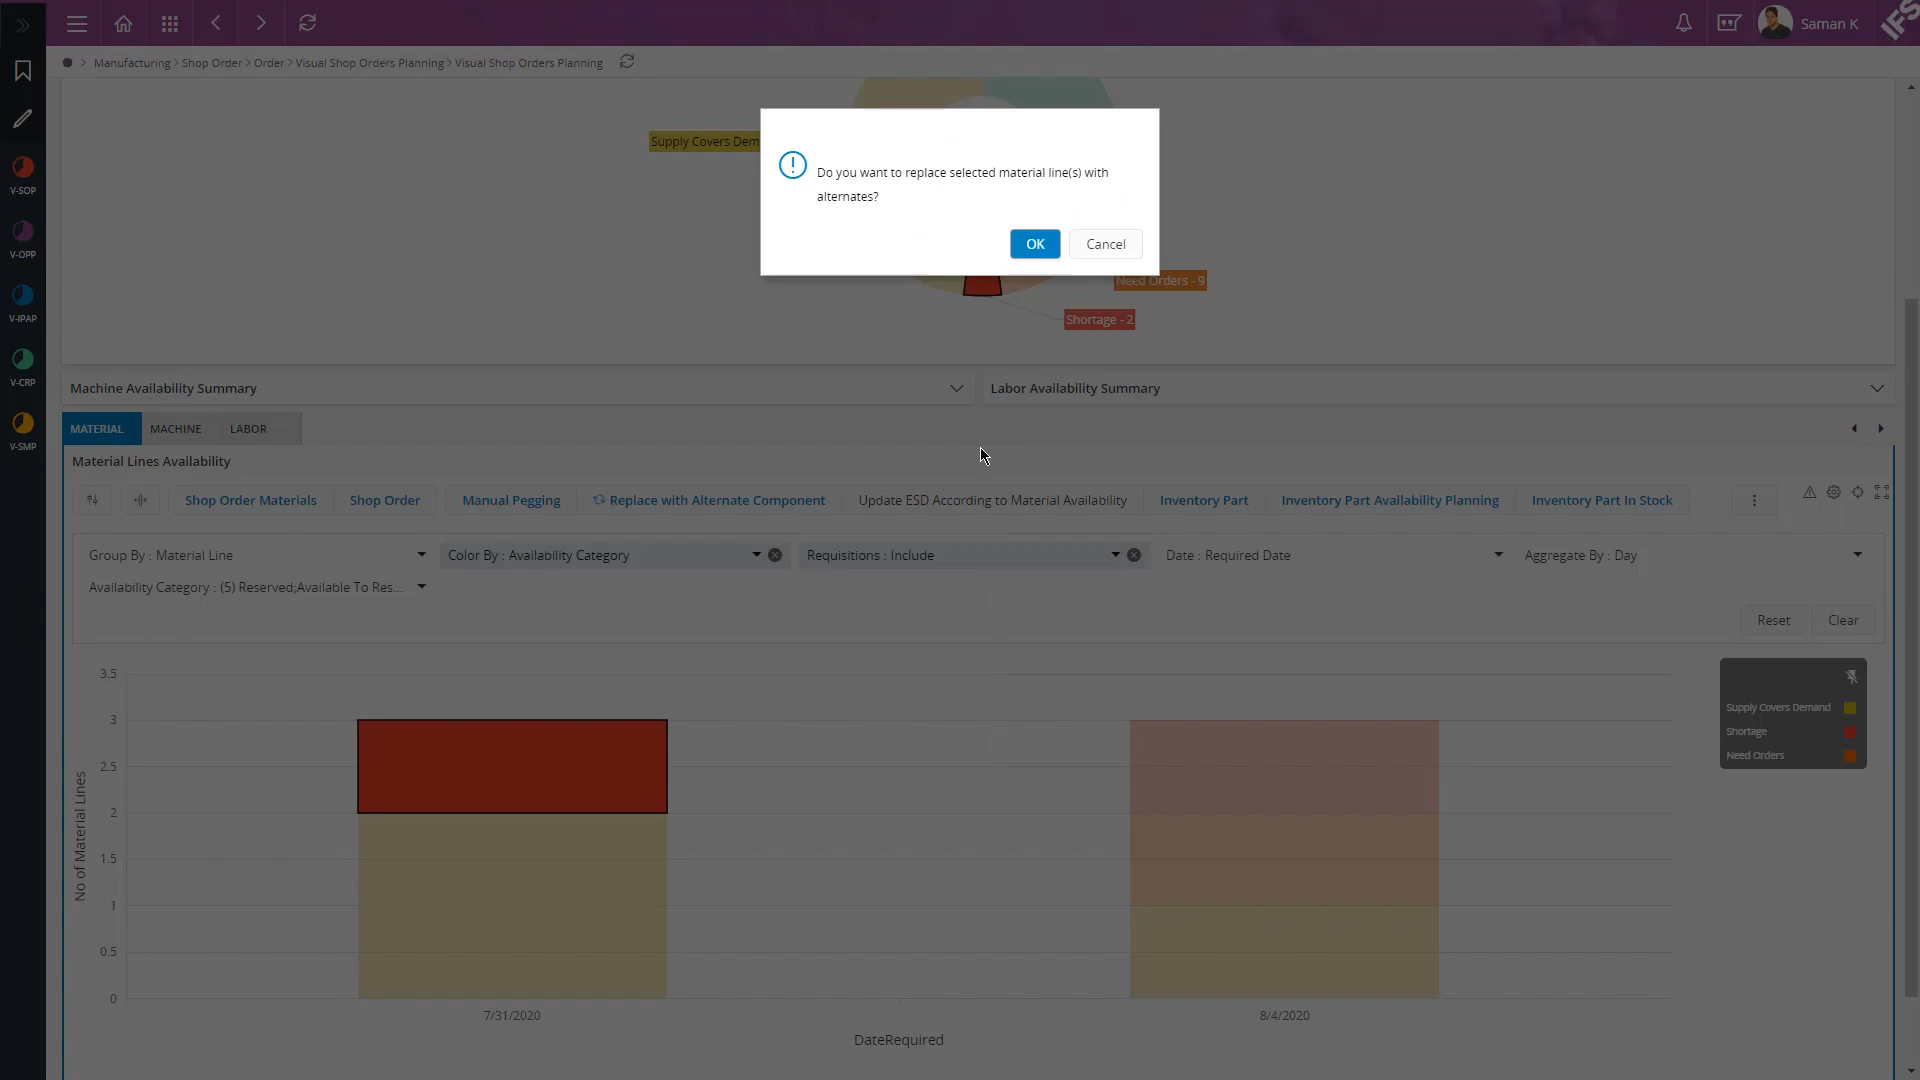 Saman K
IFS
Manufacturing > Shop Order > Order > Visual Shop Orders Planning > Visual Shop Orders Planning
V-SOP
V-OPP
V-IPAP
V-CRP
V-SMP
Supply Covers Dem
Do you want to replace selected material line(s) with
alternates?
OK
Cancel
Need Orders - 9
Shortage - 2
Machine Availability Summary
Labor Availability Summary
MATERIAL
MACHINE
LABOR
Material Lines Availability
Shop Order Materials
Shop Order
Manual Pegging
Replace with Alternate Component
Update ESD According to Material Availability
Inventory Part
Inventory Part Availability Planning
Inventory Part In Stock
Group By : Material Line
Color By : Availability Category
Requisitions : Include
Date : Required Date
Aggregate By : Day
Availability Category : (5) Reserved;Available To Res...
Reset
Clear
3.5
3
2.5
2
1.5
1
0.5
0
No of Material Lines
Supply Covers Demand
Shortage
Need Orders
7/31/2020
8/4/2020
DateRequired